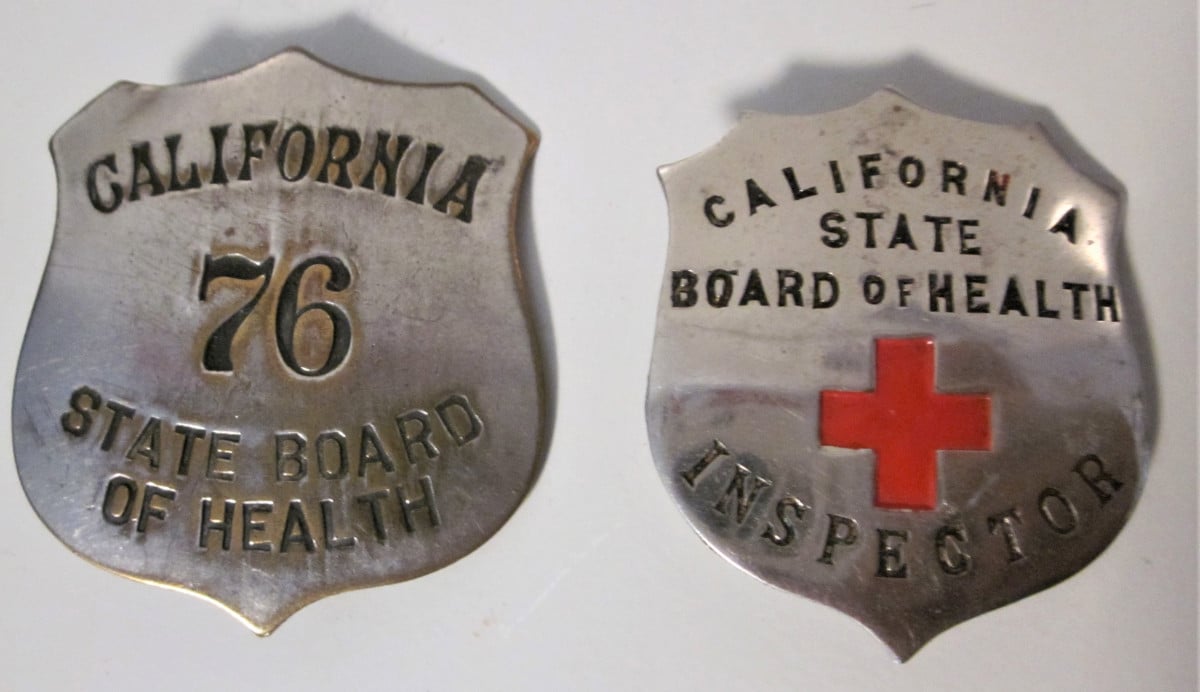 CALIFORNIA
76
STATE BOARD
OF HEALTH
CALIFORNIA
STATE
BOARD OF HEALTH
INSPECTOR